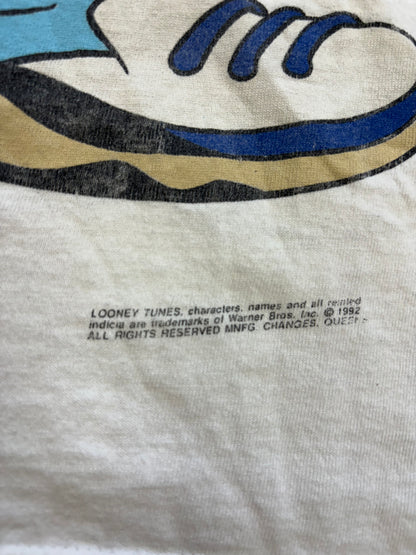 LOONEY TUNES, characters, names and all related
indicia are trademarks of Warner Bros. Inc. © 1992
ALL RIGHTS RESERVED MNFG. CHANGES.